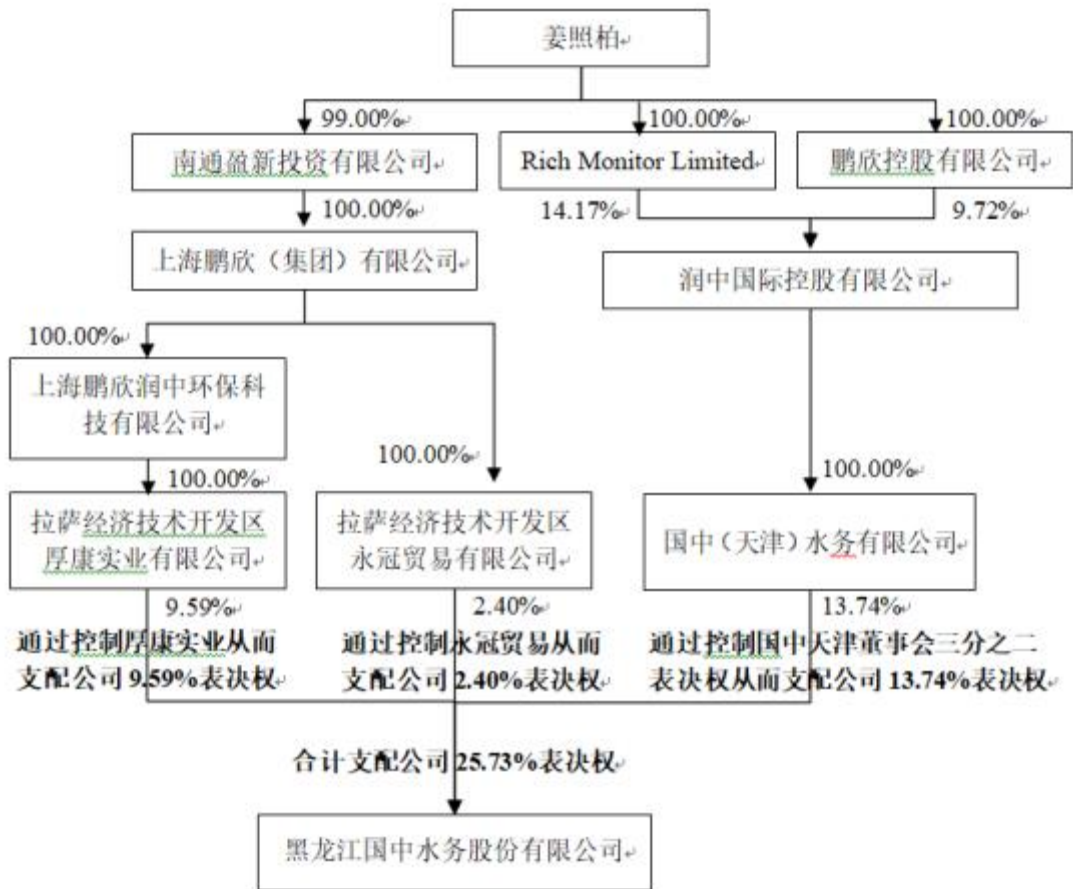 姜照柏
99.00%
100.00%
100.00%
南通盈新投资有限公司
Rich Monitor Limited
鹏欣控股有限公司
100.00%
14.17%
9.72%
上海鹏欣（集团）有限公司
润中国际控股有限公司
100.00%
上海鹏欣润中环保科
技有限公司
100.00%
100.00%
100.00%
拉萨经济技术开发区
厚康实业有限公司
拉萨经济技术开发区
永冠贸易有限公司
国中（天津）水务有限公司
9.59%
2.40%
13.74%
通过控制厚康实业从而
支配公司 9.59%表决权
通过控制永冠贸易从而
支配公司 2.40%表决权
通过控制国中天津董事会三分之二
表决权从而支配公司 13.74%表决权
合计支配公司 25.73%表决权
黑龙江国中水务股份有限公司